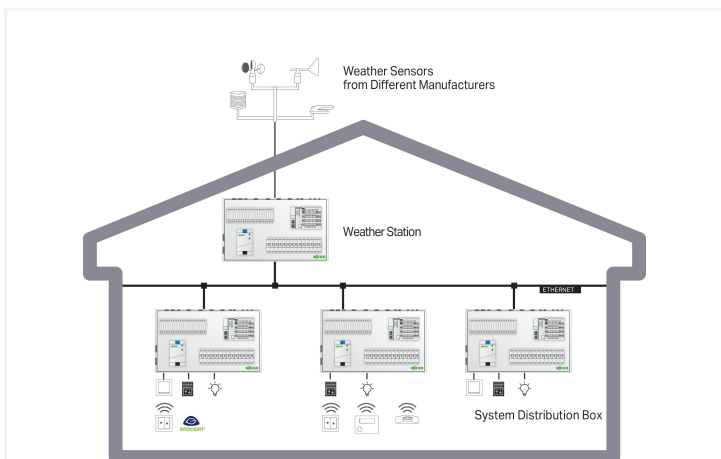 Weather Sensors
from Different Manufacturers
Weather Station
ETHERNET
enocean
System Distribution Box